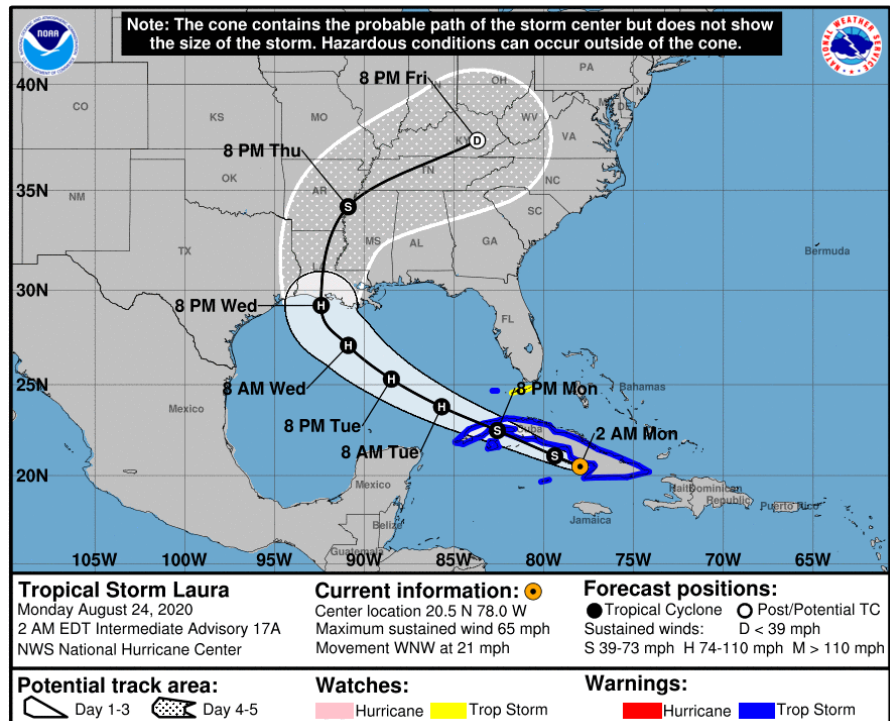 Note: The cone contains the probable path of the storm center but does not show
the size of the storm. Hazardous conditions can occur outside of the cone.
NOAA
NATIONAL WEATHER SERVICE
40N
35N
30N
25N
20N
105W 100W 95W 90W 85W 80W 75W 70W 65W
CO
KS
MO
OH
PA
NJ
DE
WV
VA
KY
NM
OK
AR
TN
NC
SC
TX
MS
AL
GA
FL
Bermuda
Mexico
Bahamas
Cuba
Mexico
Belize
Guatemala
Jamaica
Haiti
Dominican
Republic
Puerto Rico
8 PM Fri
D
8 PM Thu
S
8 PM Wed
H
8 AM Wed
H
8 PM Tue
H
8 AM Tue
H
8 PM Mon
S
S
2 AM Mon
Tropical Storm Laura
Monday August 24, 2020
2 AM EDT Intermediate Advisory 17A
NWS National Hurricane Center
Current information:
Center location 20.5 N 78.0 W
Maximum sustained wind 65 mph
Movement WNW at 21 mph
Forecast positions:
Tropical Cyclone Post/Potential TC
Sustained winds: D < 39 mph
S 39-73 mph H 74-110 mph M > 110 mph
Potential track area:
Day 1-3 Day 4-5
Watches:
Hurricane Trop Storm
Warnings:
Hurricane Trop Storm